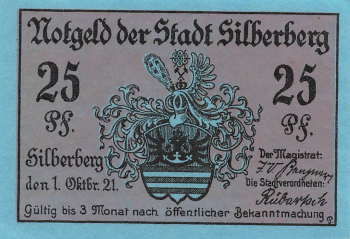 Notgeld der Stadt Silberberg
25 25
Pf. Pf.
Silberberg
den 1. Oktbr. 21.
Der Magistrat:
Die Stadtverordneten:
Gültig bis 3 Monat nach öffentlicher Bekanntmachung